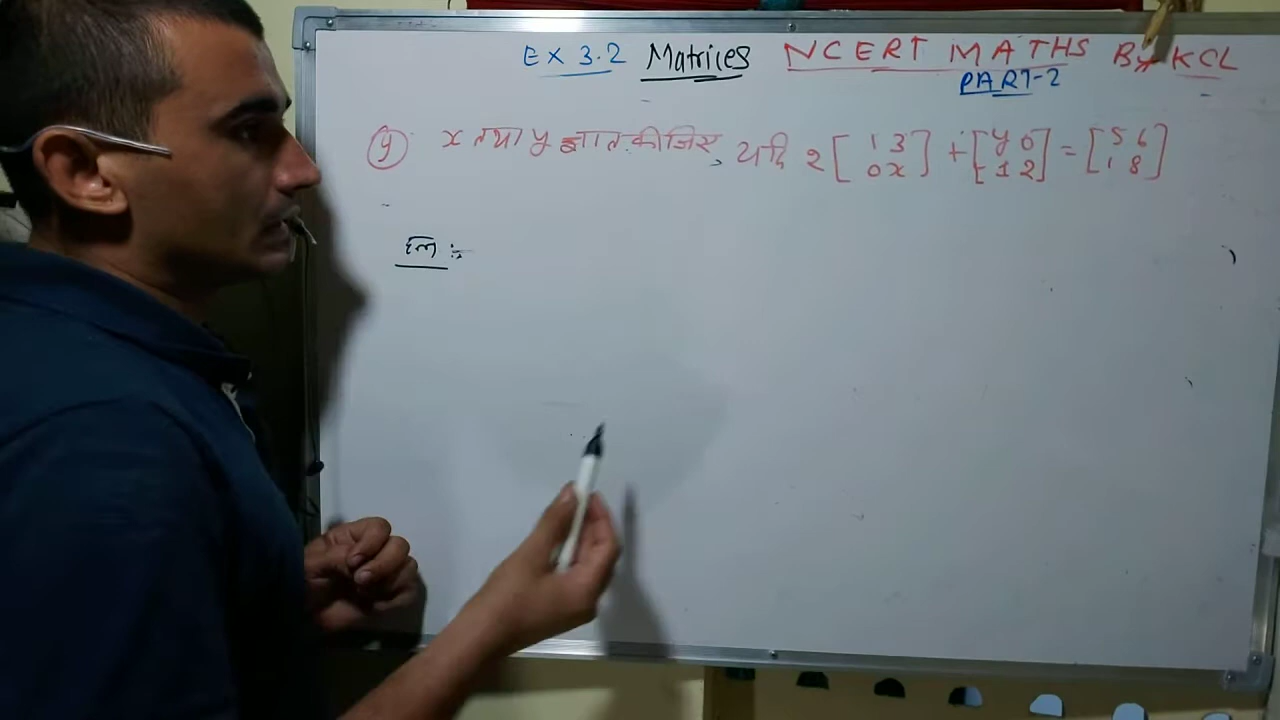 EX 3.2 Matrices NCERT MATHS By KCL
PART-2
9 x तथा y ज्ञात कीजिए, यदि 2 [1 3 + [y 0 = [5 6
0 x] 1 2] 1 8]
हल :-